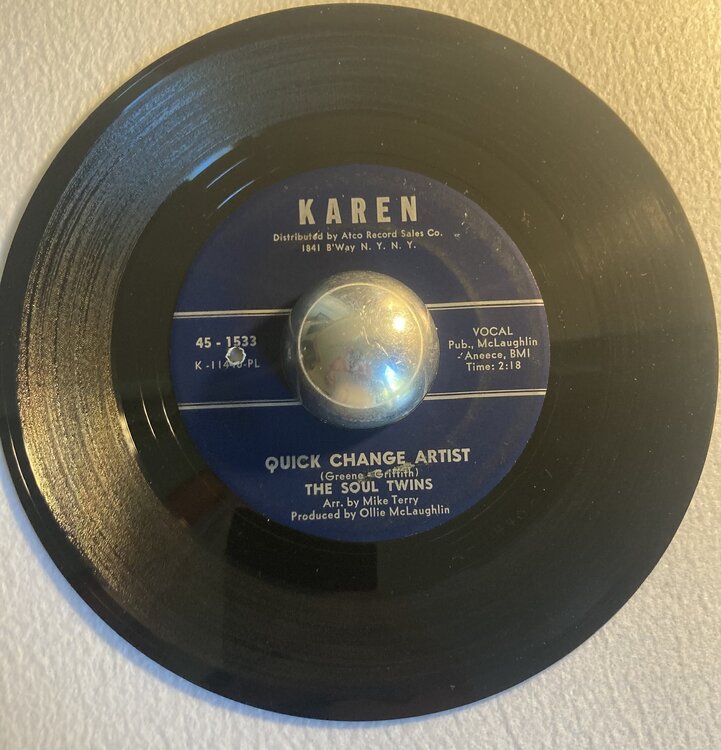 KAREN
Distributed by Atco Record Sales Co.
1841 B'Way N. Y. N. Y.
45 - 1533
VOCAL
Pub., McLaughlin
Aneece, BMI
Time: 2:18
QUICK CHANGE ARTIST
(Greene - Griffith)
THE SOUL TWINS
Arr. by Mike Terry
Produced by Ollie McLaughlin